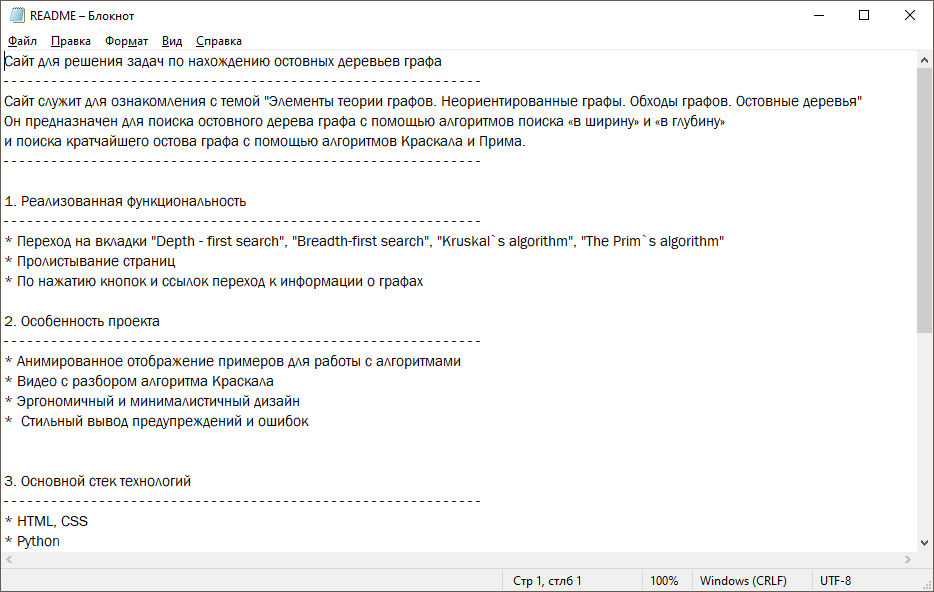 README – Блокнот
Файл Правка Формат Вид Справка
Сайт для решения задач по нахождению остовных деревьев графа
- - - - - - - - - - - - - - - - - - - - - - - - - - - - - - - - - - - - - - - - - - - - - - - - - - - -
Сайт служит для ознакомления с темой "Элементы теории графов. Неориентированные графы. Обходы графов. Остовные деревья"
Он предназначен для поиска остовного дерева графа с помощью алгоритмов поиска «в ширину» и «в глубину»
и поиска кратчайшего остова графа с помощью алгоритмов Краскала и Прима.
- - - - - - - - - - - - - - - - - - - - - - - - - - - - - - - - - - - - - - - - - - - - - - - - - - - -
1. Реализованная функциональность
- - - - - - - - - - - - - - - - - - - - - - - - - - - - - - - - - - - - - - - - - - - - - - - - - - - -
* Переход на вкладки "Depth - first search", "Breadth-first search", "Kruskal`s algorithm", "The Prim`s algorithm"
* Пролистывание страниц
* По нажатию кнопок и ссылок переход к информации о графах
2. Особенность проекта
- - - - - - - - - - - - - - - - - - - - - - - - - - - - - - - - - - - - - - - - - - - - - - - - - - - -
* Анимированное отображение примеров для работы с алгоритмами
* Видео с разбором алгоритма Краскала
* Эргономичный и минималистичный дизайн
*  Стильный вывод предупреждений и ошибок
3. Основной стек технологий
- - - - - - - - - - - - - - - - - - - - - - - - - - - - - - - - - - - - - - - - - - - - - - - - - - - -
* HTML, CSS
* Python
Стр 1, стлб 1 100% Windows (CRLF) UTF-8